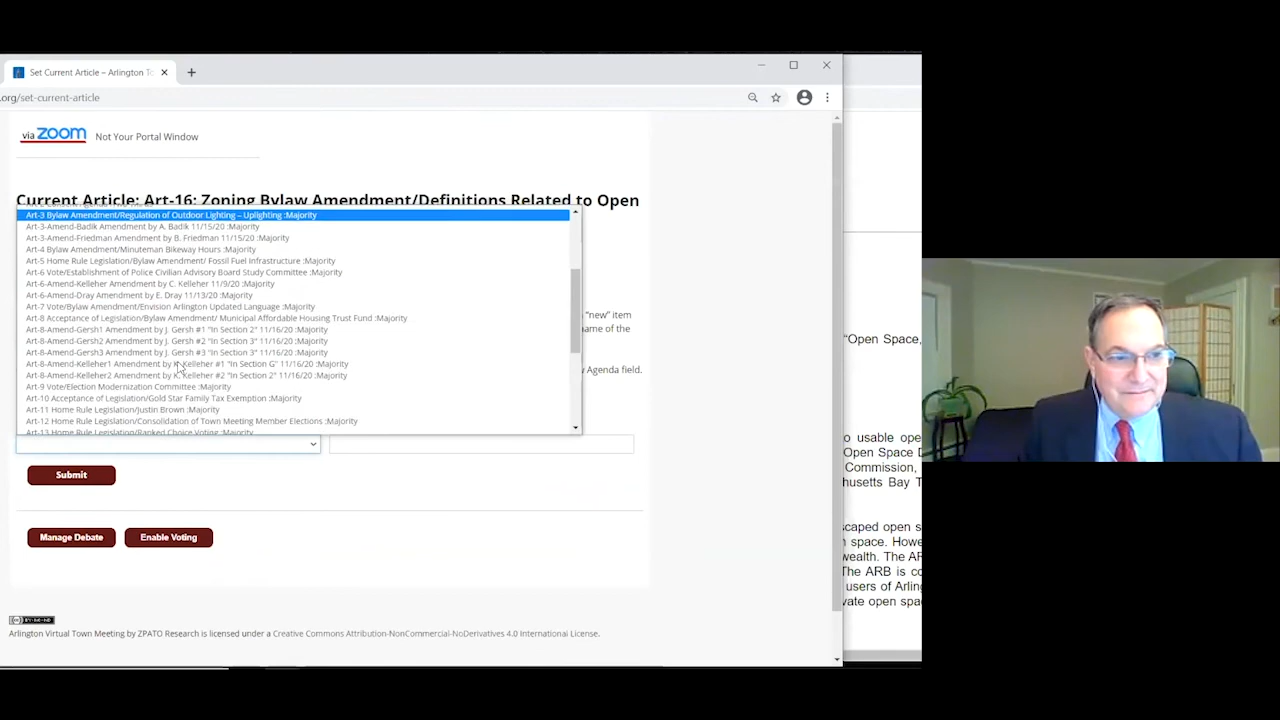 Set Current Article – Arlington To
.org/set-current-article
via zoom Not Your Portal Window
Current Article: Art-16: Zoning Bylaw Amendment/Definitions Related to Open
Art-3 Bylaw Amendment/Regulation of Outdoor Lighting – Uplighting :Majority
Art-3-Amend-Badik Amendment by A. Badik 11/15/20 :Majority
Art-3-Amend-Friedman Amendment by B. Friedman 11/15/20 :Majority
Art-4 Bylaw Amendment/Minuteman Bikeway Hours :Majority
Art-5 Home Rule Legislation/Bylaw Amendment/ Fossil Fuel Infrastructure :Majority
Art-6 Vote/Establishment of Police Civilian Advisory Board Study Committee :Majority
Art-6-Amend-Kelleher Amendment by C. Kelleher 11/9/20 :Majority
Art-6-Amend-Dray Amendment by E. Dray 11/13/20 :Majority
Art-7 Vote/Bylaw Amendment/Envision Arlington Updated Language :Majority
Art-8 Acceptance of Legislation/Bylaw Amendment/ Municipal Affordable Housing Trust Fund :Majority
Art-8-Amend-Gersh1 Amendment by J. Gersh #1 "In Section 2" 11/16/20 :Majority
Art-8-Amend-Gersh2 Amendment by J. Gersh #2 "In Section 3" 11/16/20 :Majority
Art-8-Amend-Gersh3 Amendment by J. Gersh #3 "In Section 3" 11/16/20 :Majority
Art-8-Amend-Kelleher1 Amendment by K. Kelleher #1 "In Section G" 11/16/20 :Majority
Art-8-Amend-Kelleher2 Amendment by K. Kelleher #2 "In Section 2" 11/16/20 :Majority
Art-9 Vote/Election Modernization Committee :Majority
Art-10 Acceptance of Legislation/Gold Star Family Tax Exemption :Majority
Art-11 Home Rule Legislation/Justin Brown :Majority
Art-12 Home Rule Legislation/Consolidation of Town Meeting Member Elections :Majority
Art-13 Home Rule Legislation/Ranked Choice Voting :Majority
"new" item
name of the
Agenda field.
Submit
Manage Debate Enable Voting
Arlington Virtual Town Meeting by ZPATO Research is licensed under a Creative Commons Attribution-NonCommercial-NoDerivatives 4.0 International License.
"Open Space,
o usable ope
Open Space D
Commission,
husetts Bay T
scaped open s
n space. Howe
wealth. The AR
The ARB is co
users of Arling
vate open spac